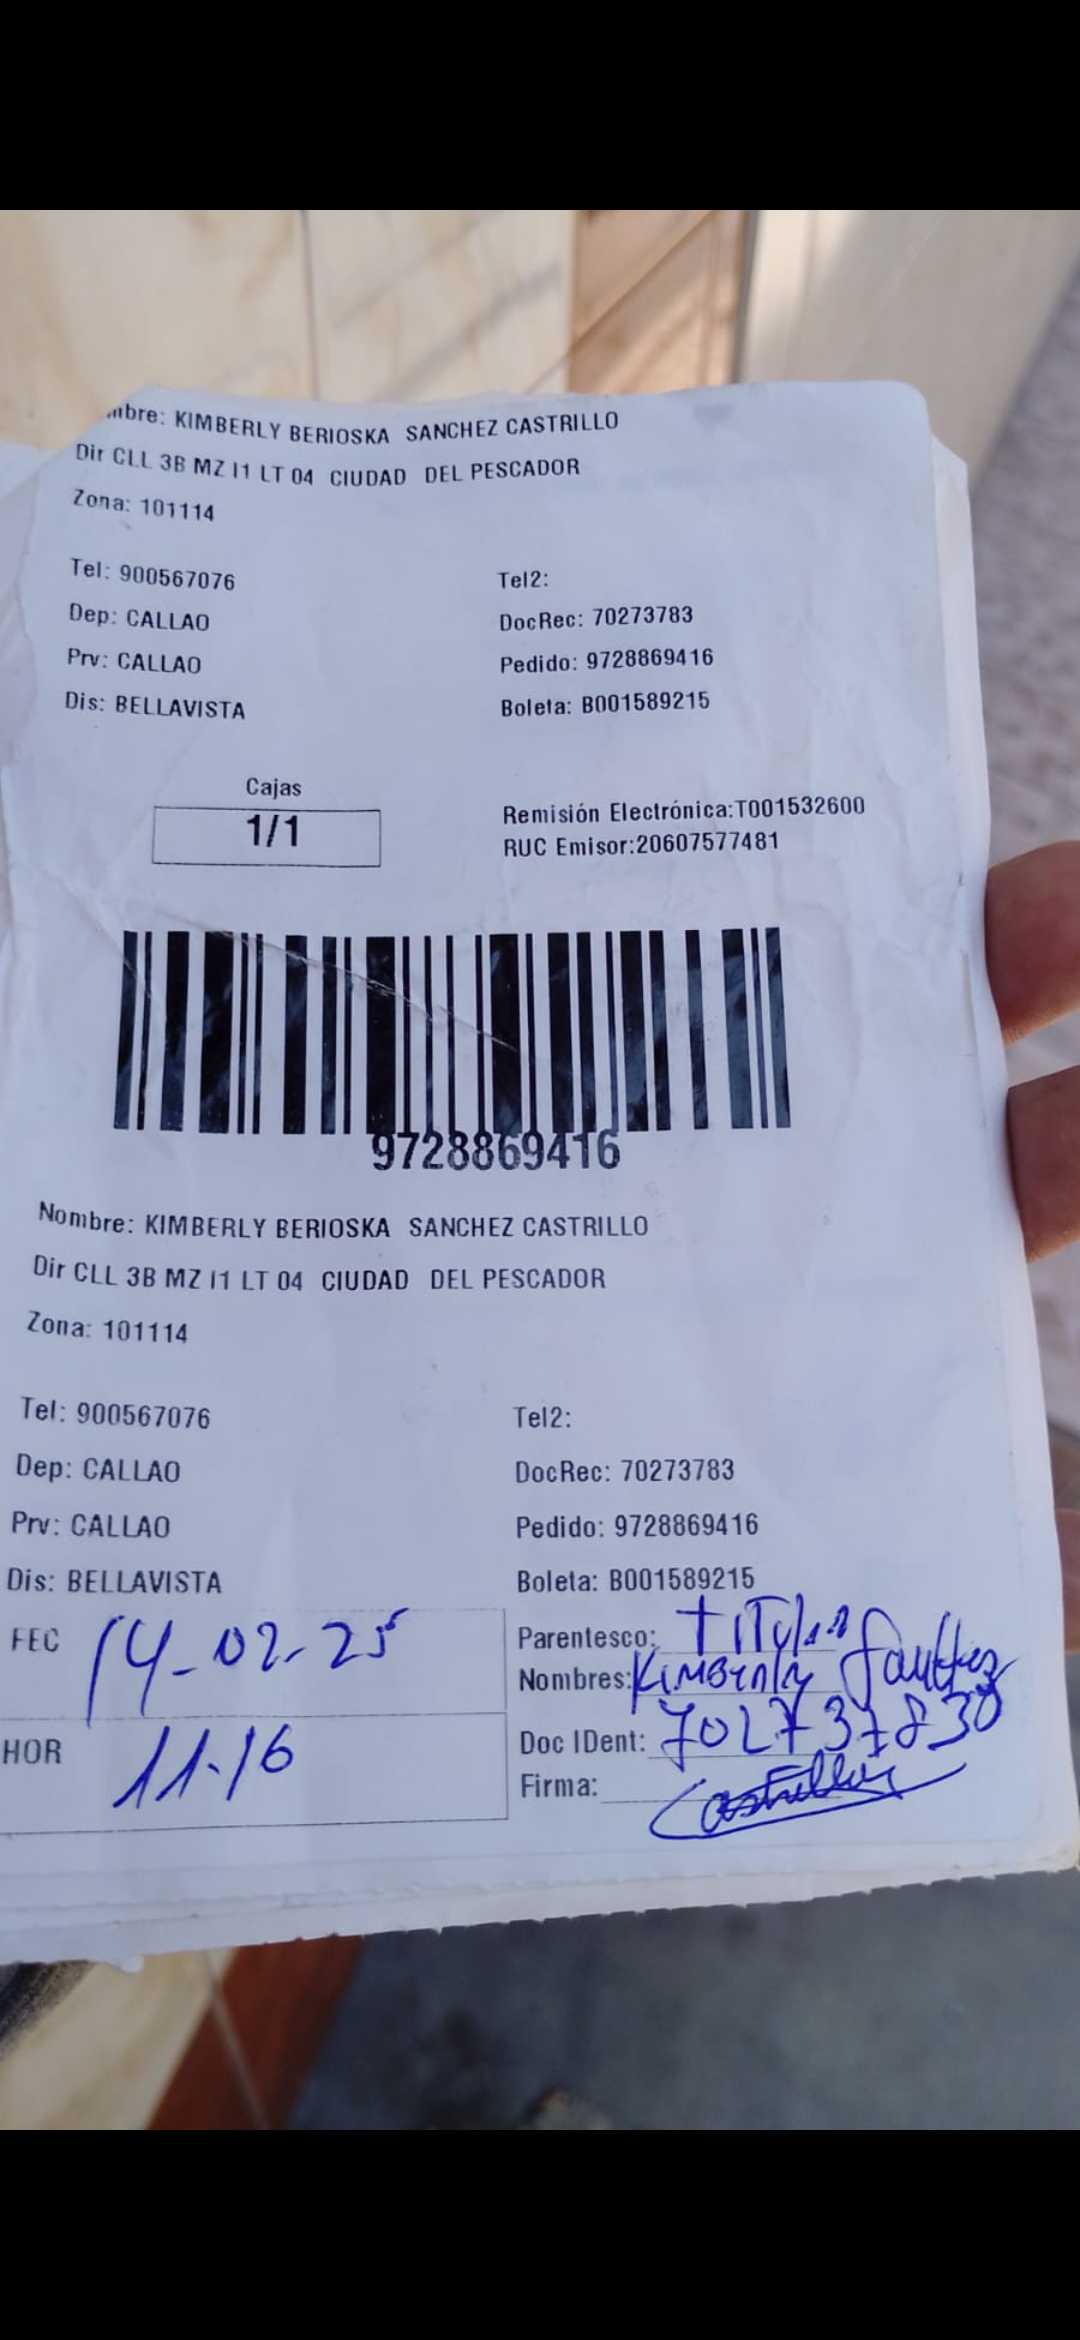 mbre: KIMBERLY BERIOSKA SANCHEZ CASTRILLO
Dir CLL 3B MZ I1 LT 04 CIUDAD DEL PESCADOR
Zona: 101114
Tel: 900567076 Tel2:
Dep: CALLAO DocRec: 70273783
Prv: CALLAO Pedido: 9728869416
Dis: BELLAVISTA Boleta: B001589215
Cajas
1/1
Remisión Electrónica:T001532600
RUC Emisor:20607577481
9728869416
Nombre: KIMBERLY BERIOSKA SANCHEZ CASTRILLO
Dir CLL 3B MZ I1 LT 04 CIUDAD DEL PESCADOR
Zona: 101114
Tel: 900567076 Tel2:
Dep: CALLAO DocRec: 70273783
Prv: CALLAO Pedido: 9728869416
Dis: BELLAVISTA Boleta: B001589215
FEC 14-02-25 Parentesco: Titular
Nombres: Kimberly
HOR 11.16 Doc IDent:
Firma: